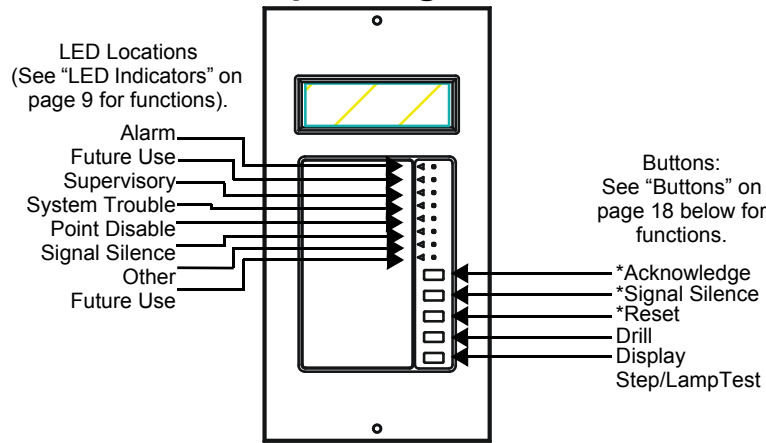 LED Locations
(See “LED Indicators” on
page 9 for functions).
Alarm
Future Use
Supervisory
System Trouble
Point Disable
Signal Silence
Other
Future Use
Buttons:
See “Buttons” on
page 18 below for
functions.
*Acknowledge
*Signal Silence
*Reset
Drill
Display
Step/LampTest